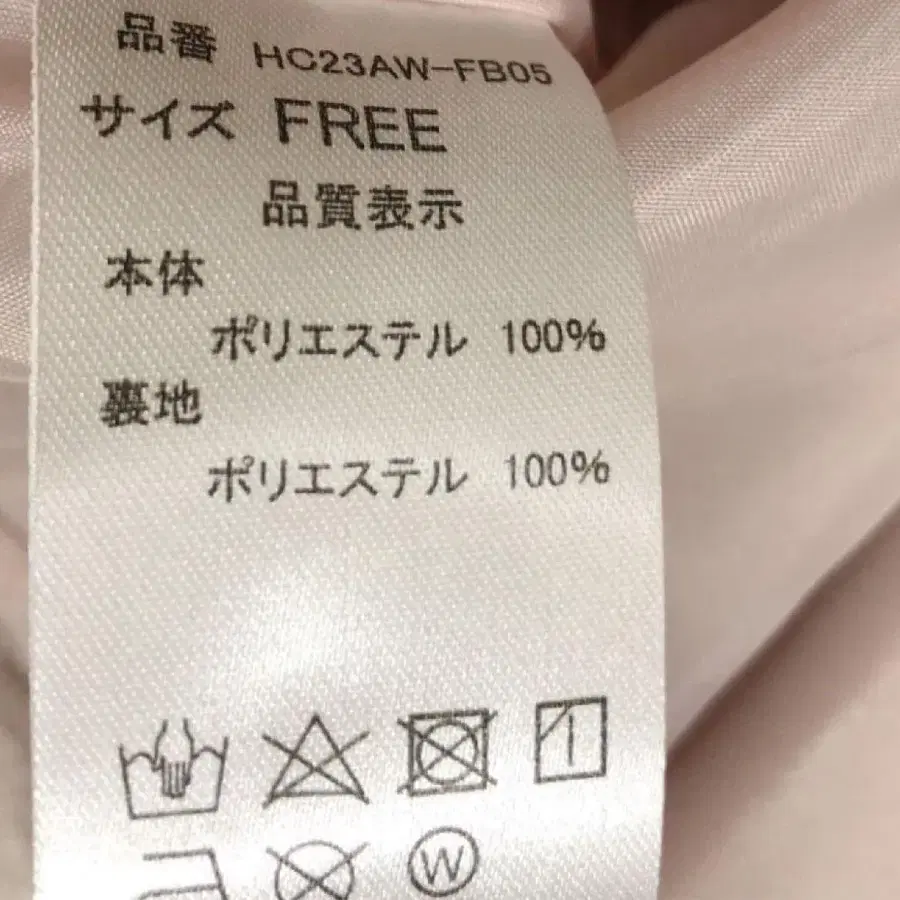 品番 HC23AW-FB05
サイズ FREE
品質表示
本体
ポリエステル 100%
裏地
ポリエステル 100%
W